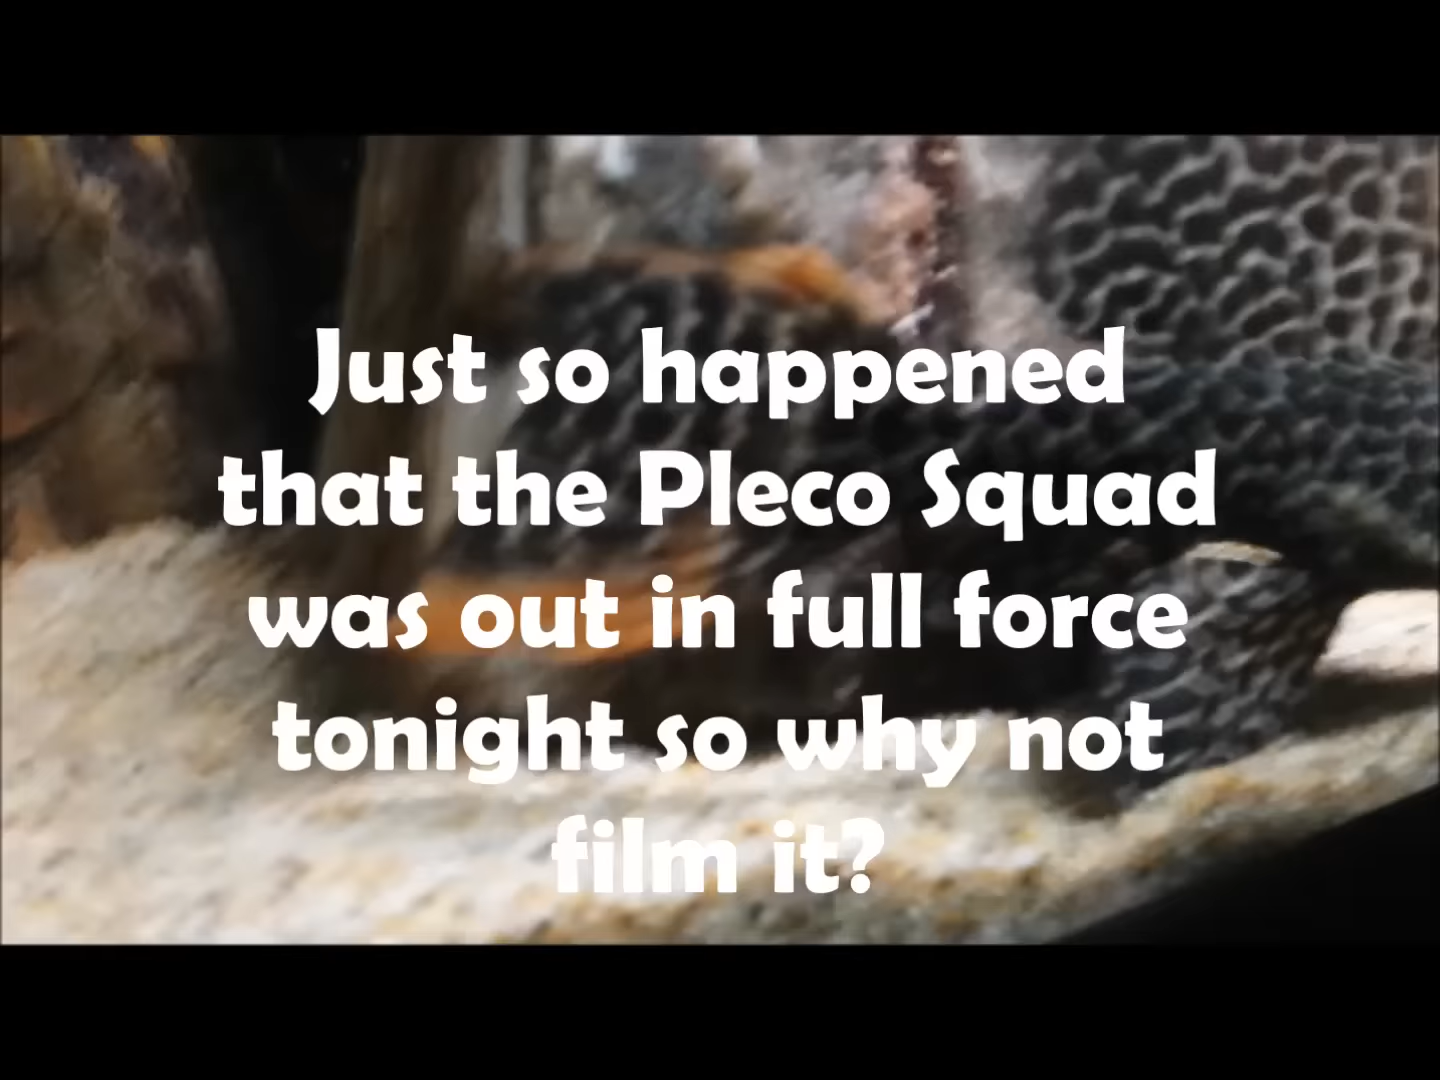 Just so happened
that the Pleco Squad
was out in full force
tonight so why not
film it?